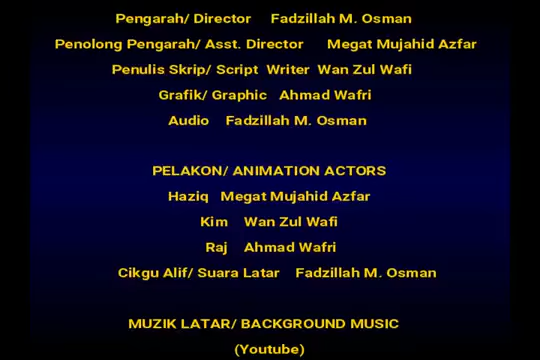 Pengarah/ Director Fadzillah M. Osman
Penolong Pengarah/ Asst. Director Megat Mujahid Azfar
Penulis Skrip/ Script Writer Wan Zul Wafi
Grafik/ Graphic Ahmad Wafri
Audio Fadzillah M. Osman
PELAKON/ ANIMATION ACTORS
Haziq Megat Mujahid Azfar
Kim Wan Zul Wafi
Raj Ahmad Wafri
Cikgu Alif/ Suara Latar Fadzillah M. Osman
MUZIK LATAR/ BACKGROUND MUSIC
(Youtube)